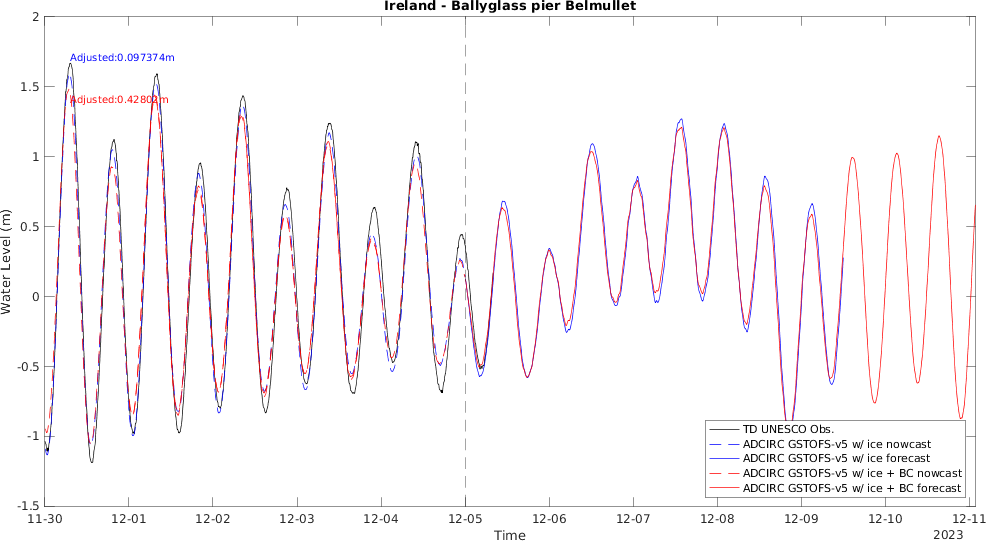 Ireland - Ballyglass pier Belmullet
2
1.5
1
0.5
0
-0.5
-1
-1.5
Water Level (m)
Adjusted:0.097374m
Adjusted:0.42802m
TD UNESCO Obs.
ADCIRC GSTOFS-v5 w/ ice nowcast
ADCIRC GSTOFS-v5 w/ ice forecast
ADCIRC GSTOFS-v5 w/ ice + BC nowcast
ADCIRC GSTOFS-v5 w/ ice + BC forecast
11-30 12-01 12-02 12-03 12-04 12-05 12-06 12-07 12-08 12-09 12-10 12-11
Time
2023